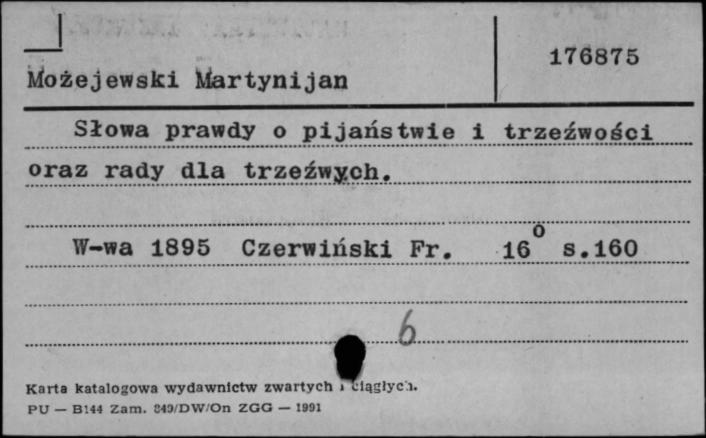 176875
Możejewski Martynijan
Słowa prawdy o pijaństwie i trzeźwości
oraz rady dla trzeźwych.
W-wa 1895 Czerwiński Fr. 16° s.160
6
Karta katalogowa wydawnictw zwartych i ciągłych.
PU — B144 Zam. 849/DW/On ZGG — 1991